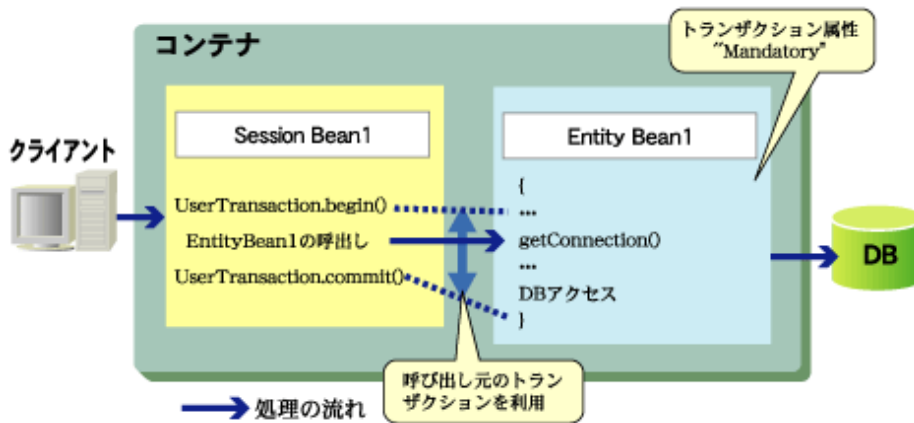 トランザクション属性
“Mandatory”
コンテナ
Session Bean1
Entity Bean1
クライアント
UserTransaction.begin()
EntityBean1の呼出し
UserTransaction.commit()
{
...
getConnection()
...
DBアクセス
}
DB
呼び出し元のトラン
ザクションを利用
処理の流れ